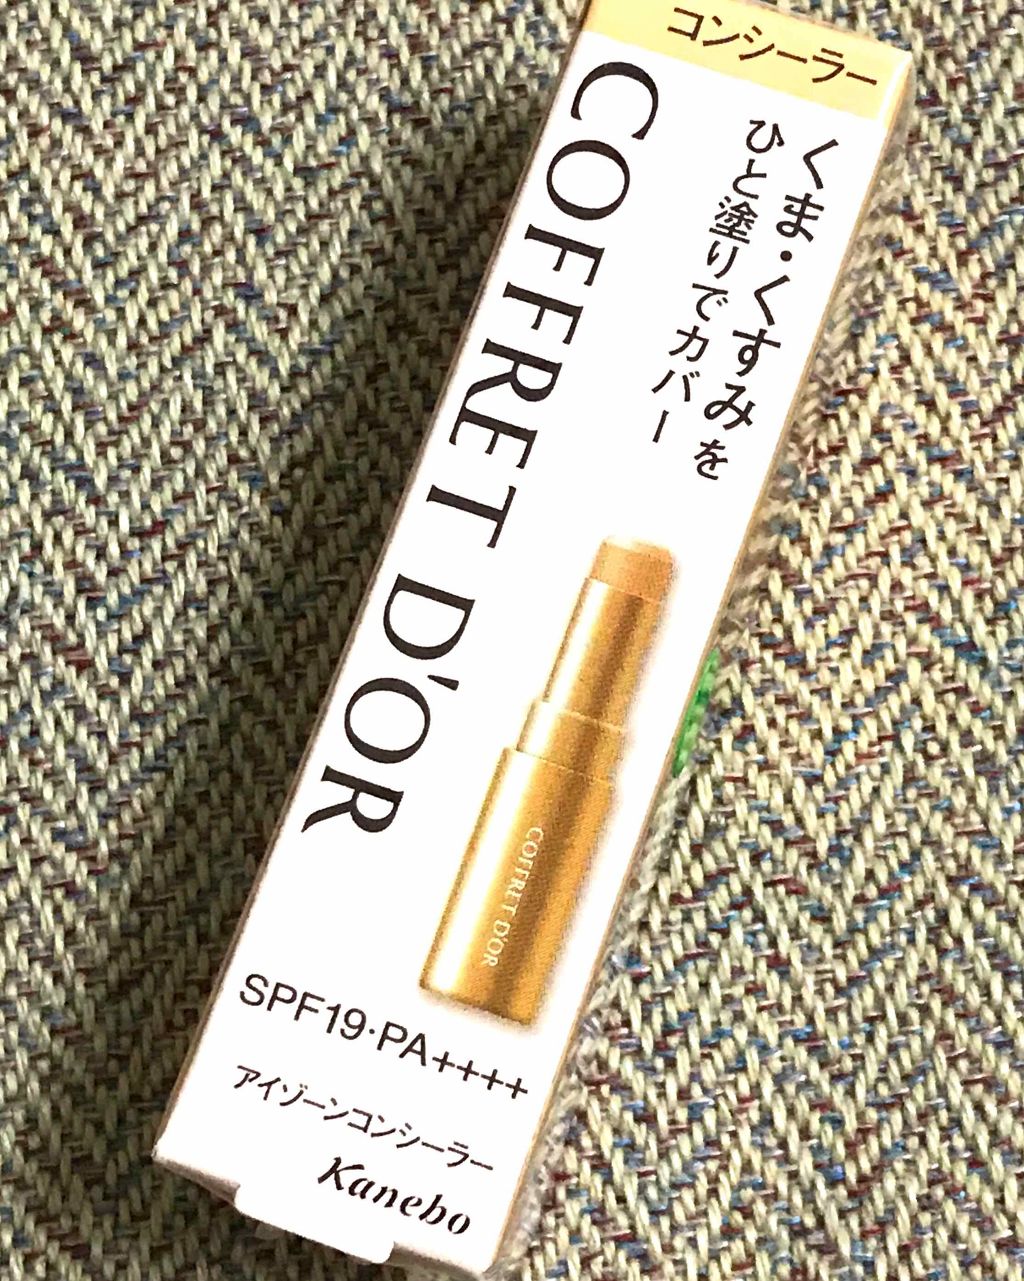 コンシーラー
くま・くすみを
ひと塗りでカバー
COFFRET D'OR
COFFRET D'OR
SPF19・PA++++
アイゾーンコンシーラー
Kanebo